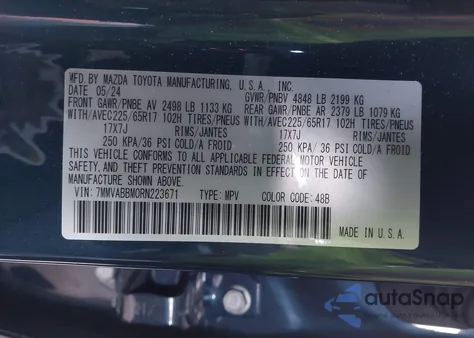 MFD. BY MAZDA TOYOTA MANUFACTURING, U.S.A., INC.
DATE 05/24 GVWR/PNBV 4848 LB 2199 KG
FRONT GAWR/PNBE AV 2498 LB 1133 KG REAR GAWR/PNBE AR 2379 LB 1079 KG
WITH/AVEC225/65R17 102H TIRES/PNEUS WITH/AVEC225/65R17 102H TIRES/PNEUS
17X7J RIMS/JANTES 17X7J RIMS/JANTES
250 KPA/36 PSI COLD/A FROID 250 KPA/36 PSI COLD/A FROID
THIS VEHICLE CONFORMS TO ALL APPLICABLE FEDERAL MOTOR VEHICLE
SAFETY, AND THEFT PREVENTION STANDARDS IN EFFECT ON THE DATE OF
MANUFACTURE SHOWN ABOVE.
VIN: 7MMVABBM0RN223671 TYPE: MPV COLOR CODE: 48B
MADE IN U.S.A.
autoSnap